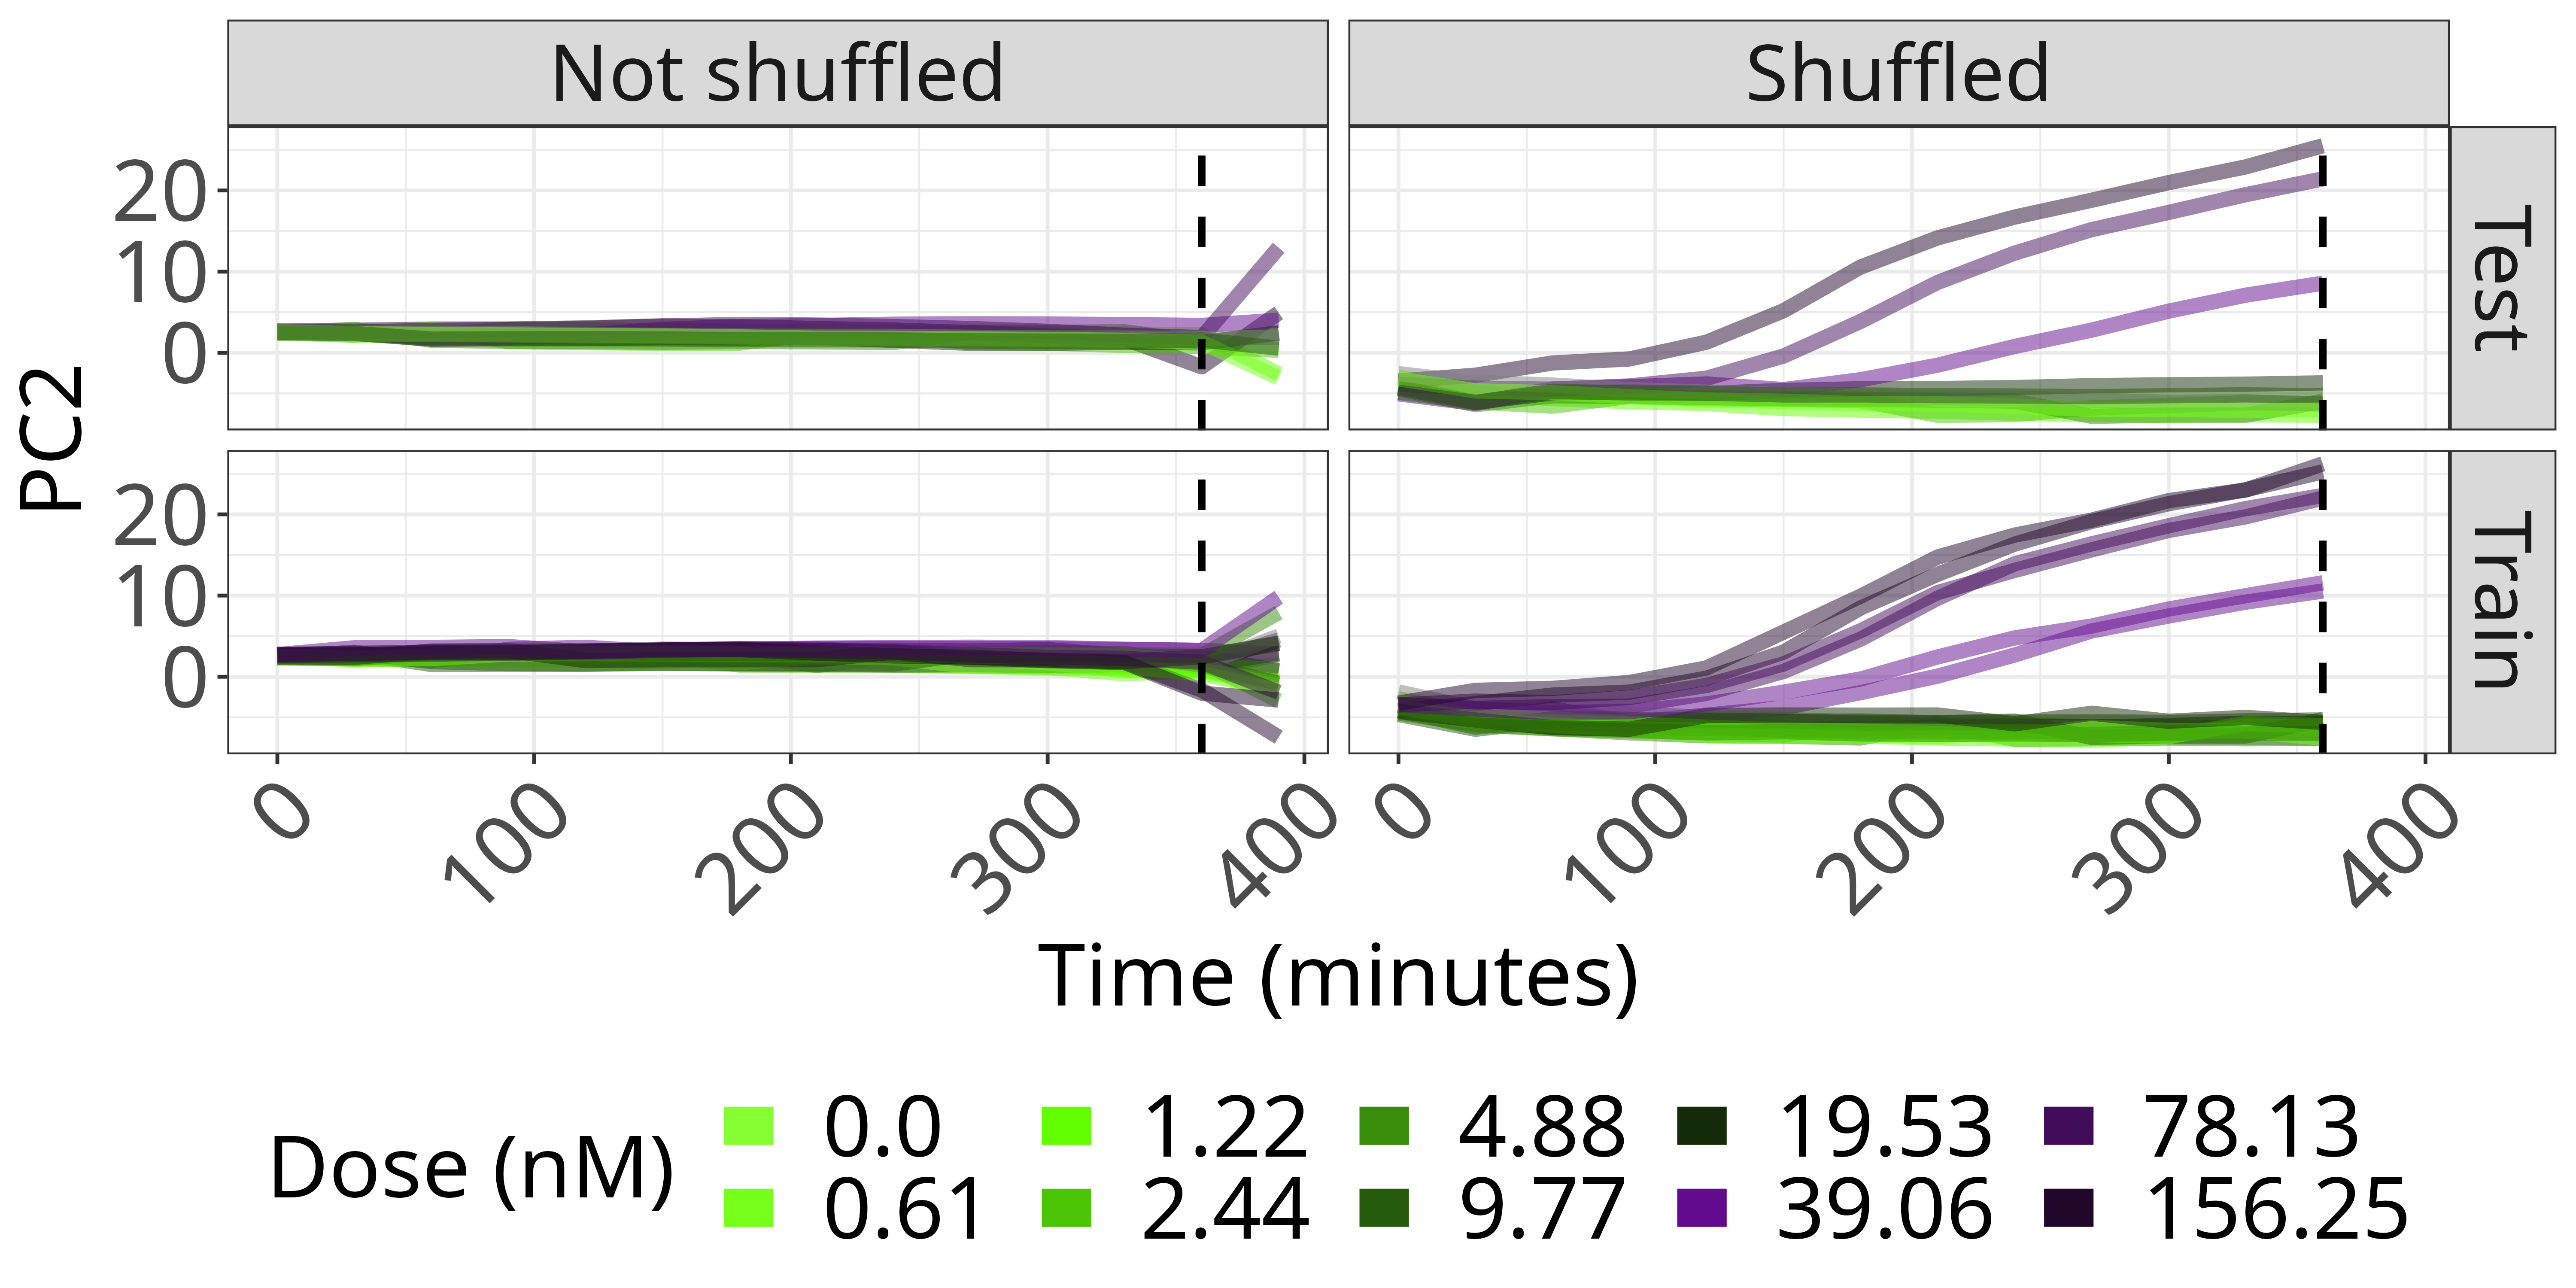 Not shuffled
Shuffled
PC2
20
10
0
Test
20
10
0
Train
0 100 200 300 400
0 100 200 300 400
Time (minutes)
Dose (nM)
0.0 1.22 4.88 19.53 78.13
0.61 2.44 9.77 39.06 156.25